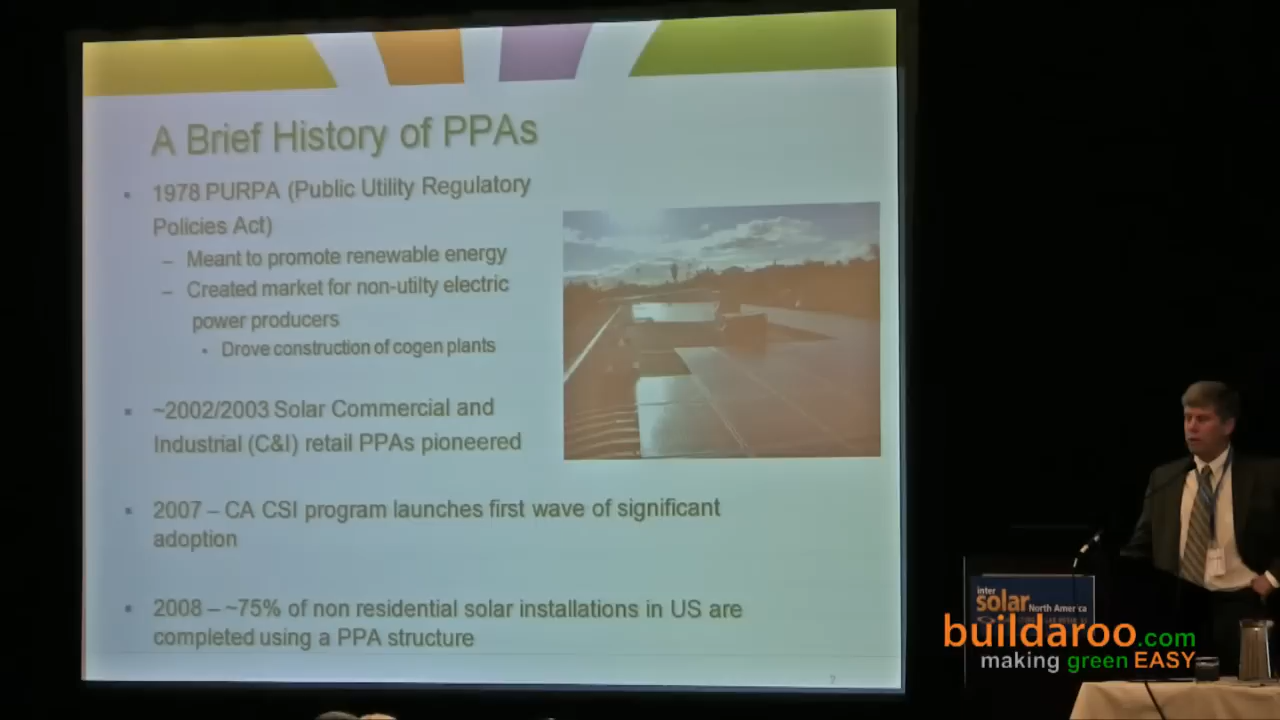 A Brief History of PPAs
1978 PURPA (Public Utility Regulatory
Policies Act)
– Meant to promote renewable energy
– Created market for non-utilty electric
power producers
Drove construction of cogen plants
~2002/2003 Solar Commercial and
Industrial (C&I) retail PPAs pioneered
2007 – CA CSI program launches first wave of significant
adoption
2008 – ~75% of non residential solar installations in US are
completed using a PPA structure
inter
solar
North America
buildaroo.com
making green EASY